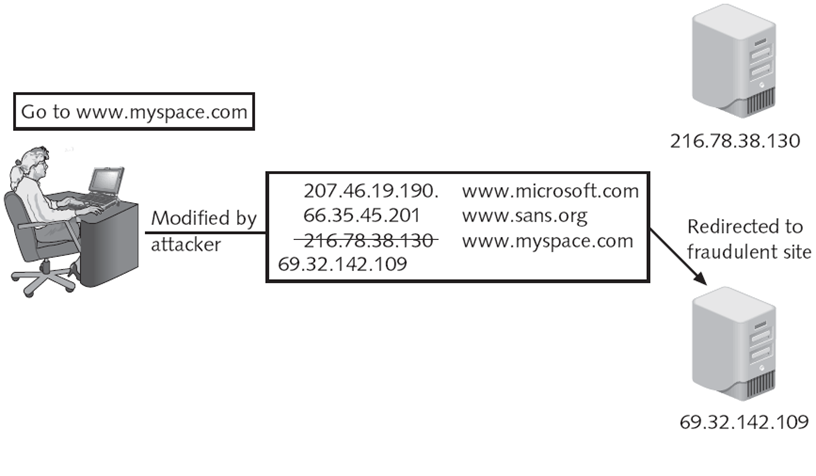 216.78.38.130
Go to www.myspace.com
207.46.19.190. www.microsoft.com
66.35.45.201 www.sans.org
216.78.38.130 www.myspace.com
69.32.142.109
Modified by
attacker
Redirected to
fraudulent site
69.32.142.109